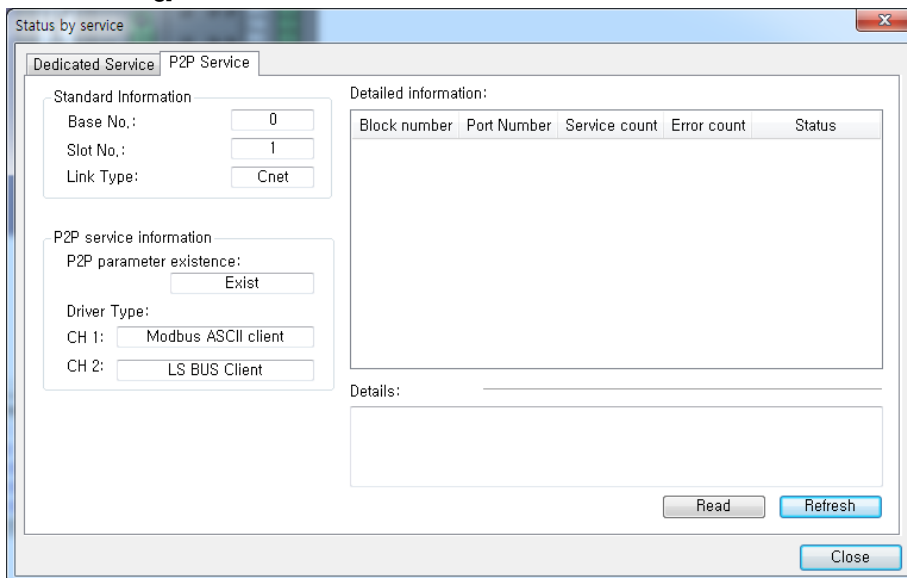 Status by service
Dedicated Service P2P Service
Standard Information
Base No,: 0
Slot No,: 1
Link Type: Cnet
P2P service information
P2P parameter existence:
Exist
Driver Type:
CH 1: Modbus ASCII client
CH 2: LS BUS Client
Detailed information:
Block number Port Number Service count Error count Status
Details:
Read Refresh
Close